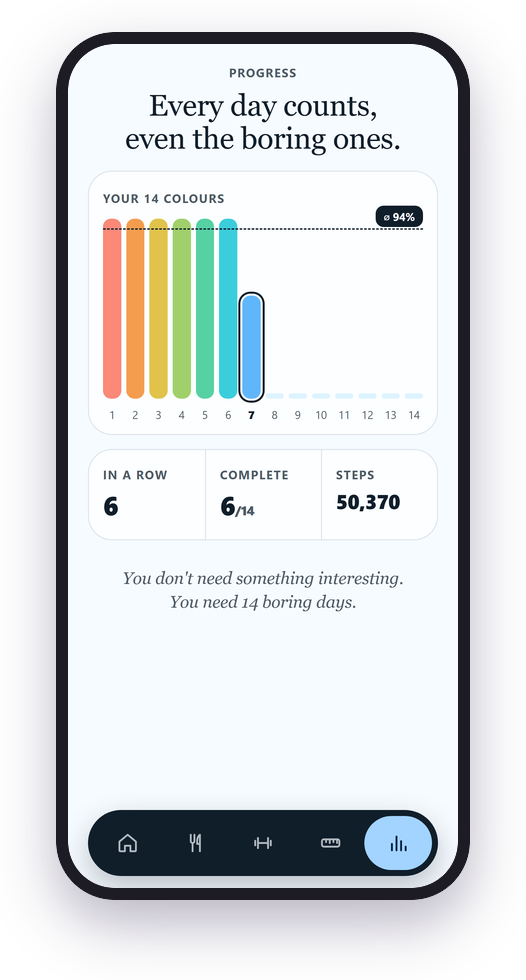 PROGRESS
Every day counts,
even the boring ones.
YOUR 14 COLOURS
⌀ 94%
1 2 3 4 5 6 7 8 9 10 11 12 13 14
IN A ROW
6
COMPLETE
6/14
STEPS
50,370
You don't need something interesting.
You need 14 boring days.